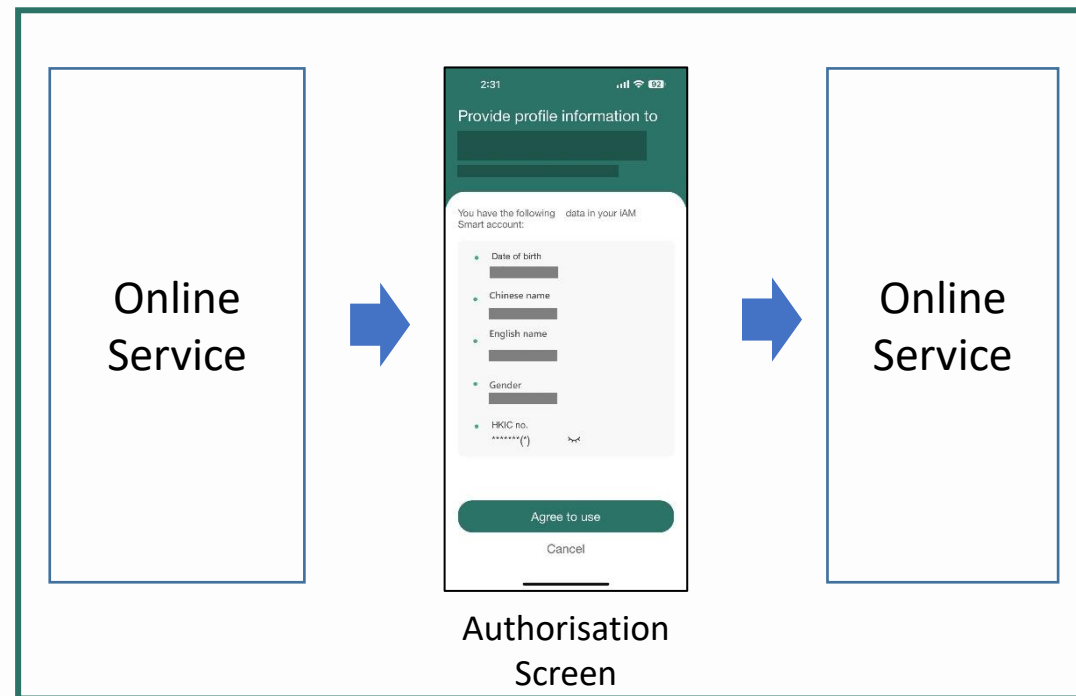 Online
Service
2:31
92
Provide profile information to
You have the following data in your iAM
Smart account:
Date of birth
Chinese name
English name
Gender
HKIC no.
*******(*)
Agree to use
Cancel
Authorisation
Screen
Online
Service